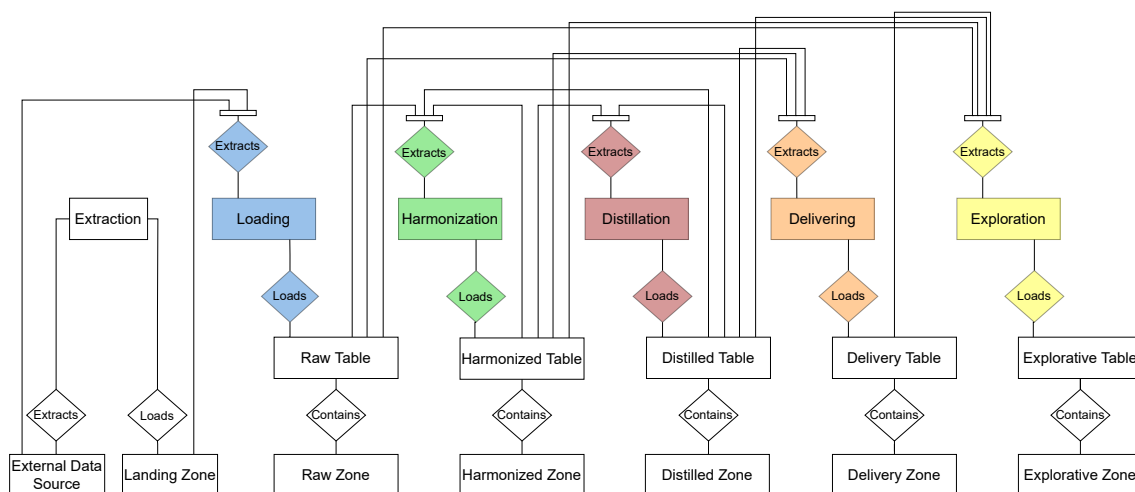 Extracts
Extracts
Extracts
Extracts
Extracts
Extraction
Loading
Harmonization
Distillation
Delivering
Exploration
Loads
Loads
Loads
Loads
Loads
Raw Table
Harmonized Table
Distilled Table
Delivery Table
Explorative Table
Extracts
Loads
Contains
Contains
Contains
Contains
Contains
External Data
Source
Landing Zone
Raw Zone
Harmonized Zone
Distilled Zone
Delivery Zone
Explorative Zone